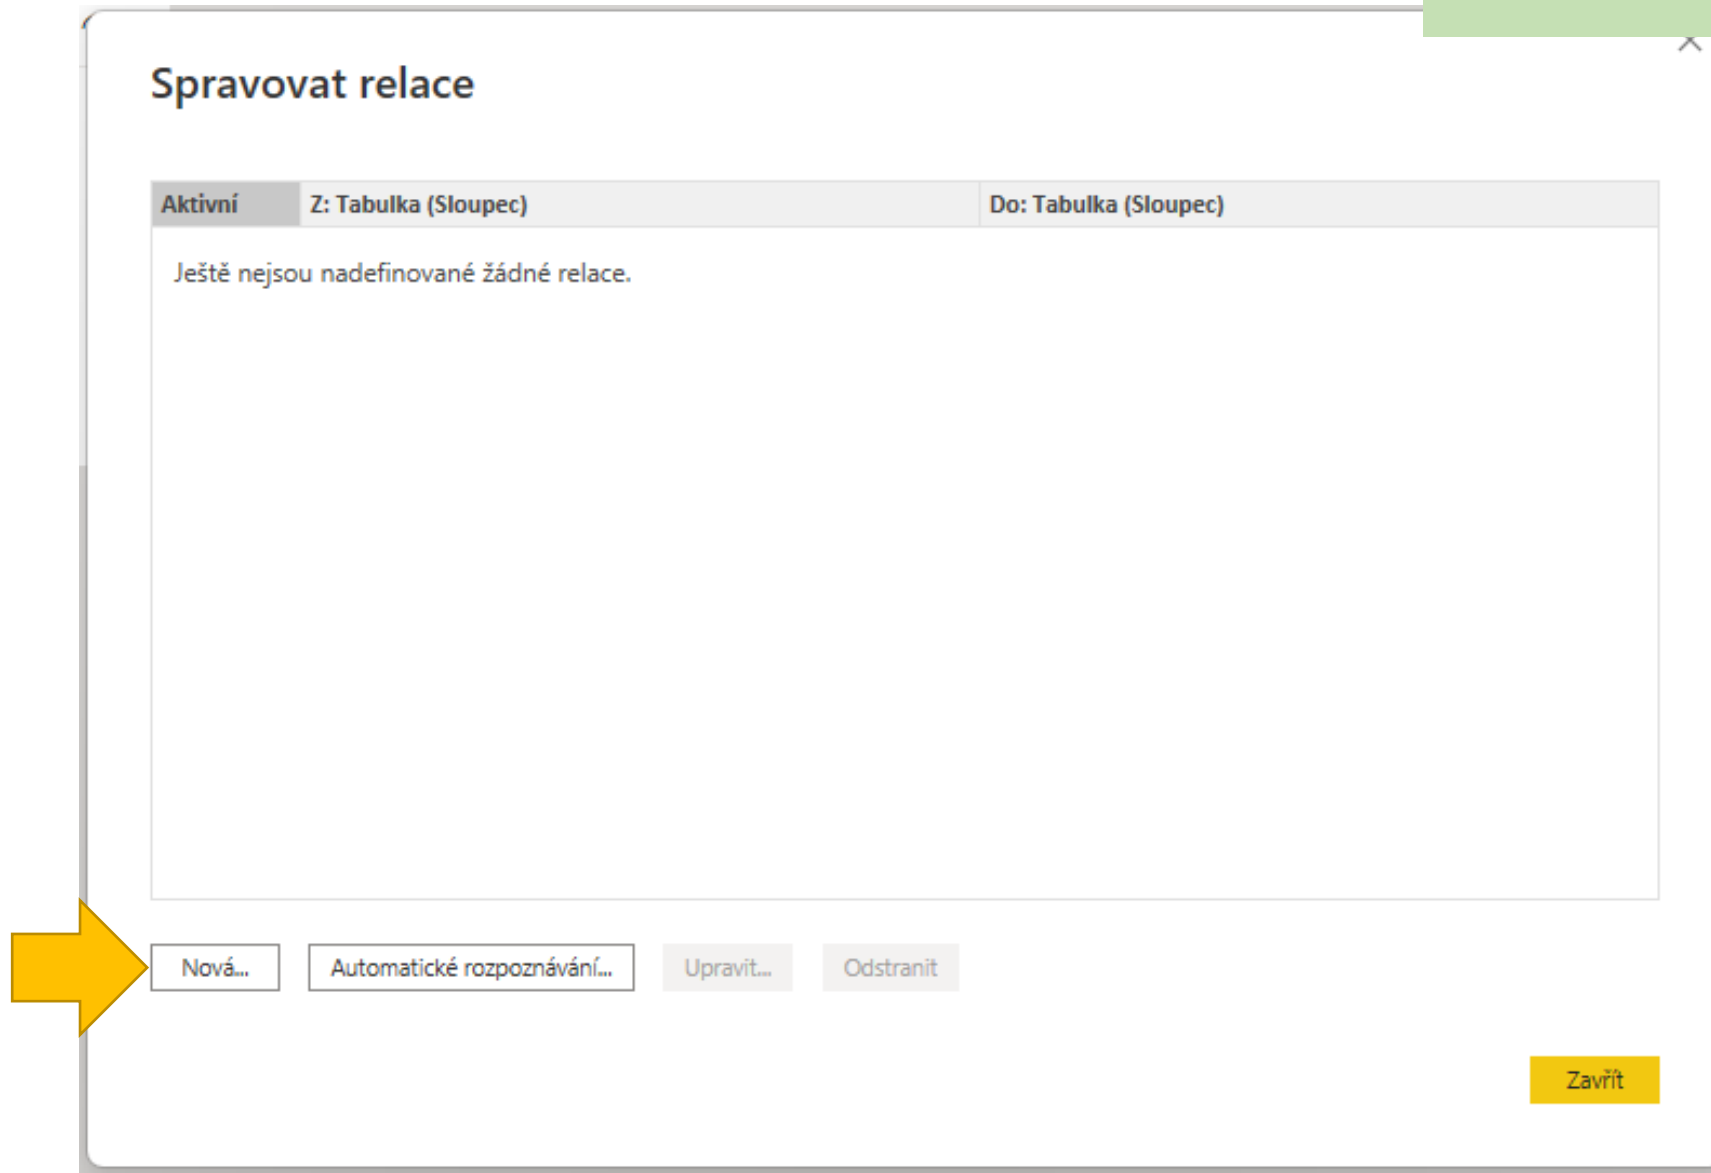 Spravovat relace
Aktivní Z: Tabulka (Sloupec) Do: Tabulka (Sloupec)
Ještě nejsou nadefinované žádné relace.
Nová... Automatické rozpoznávání... Upravit... Odstranit
Zavřít